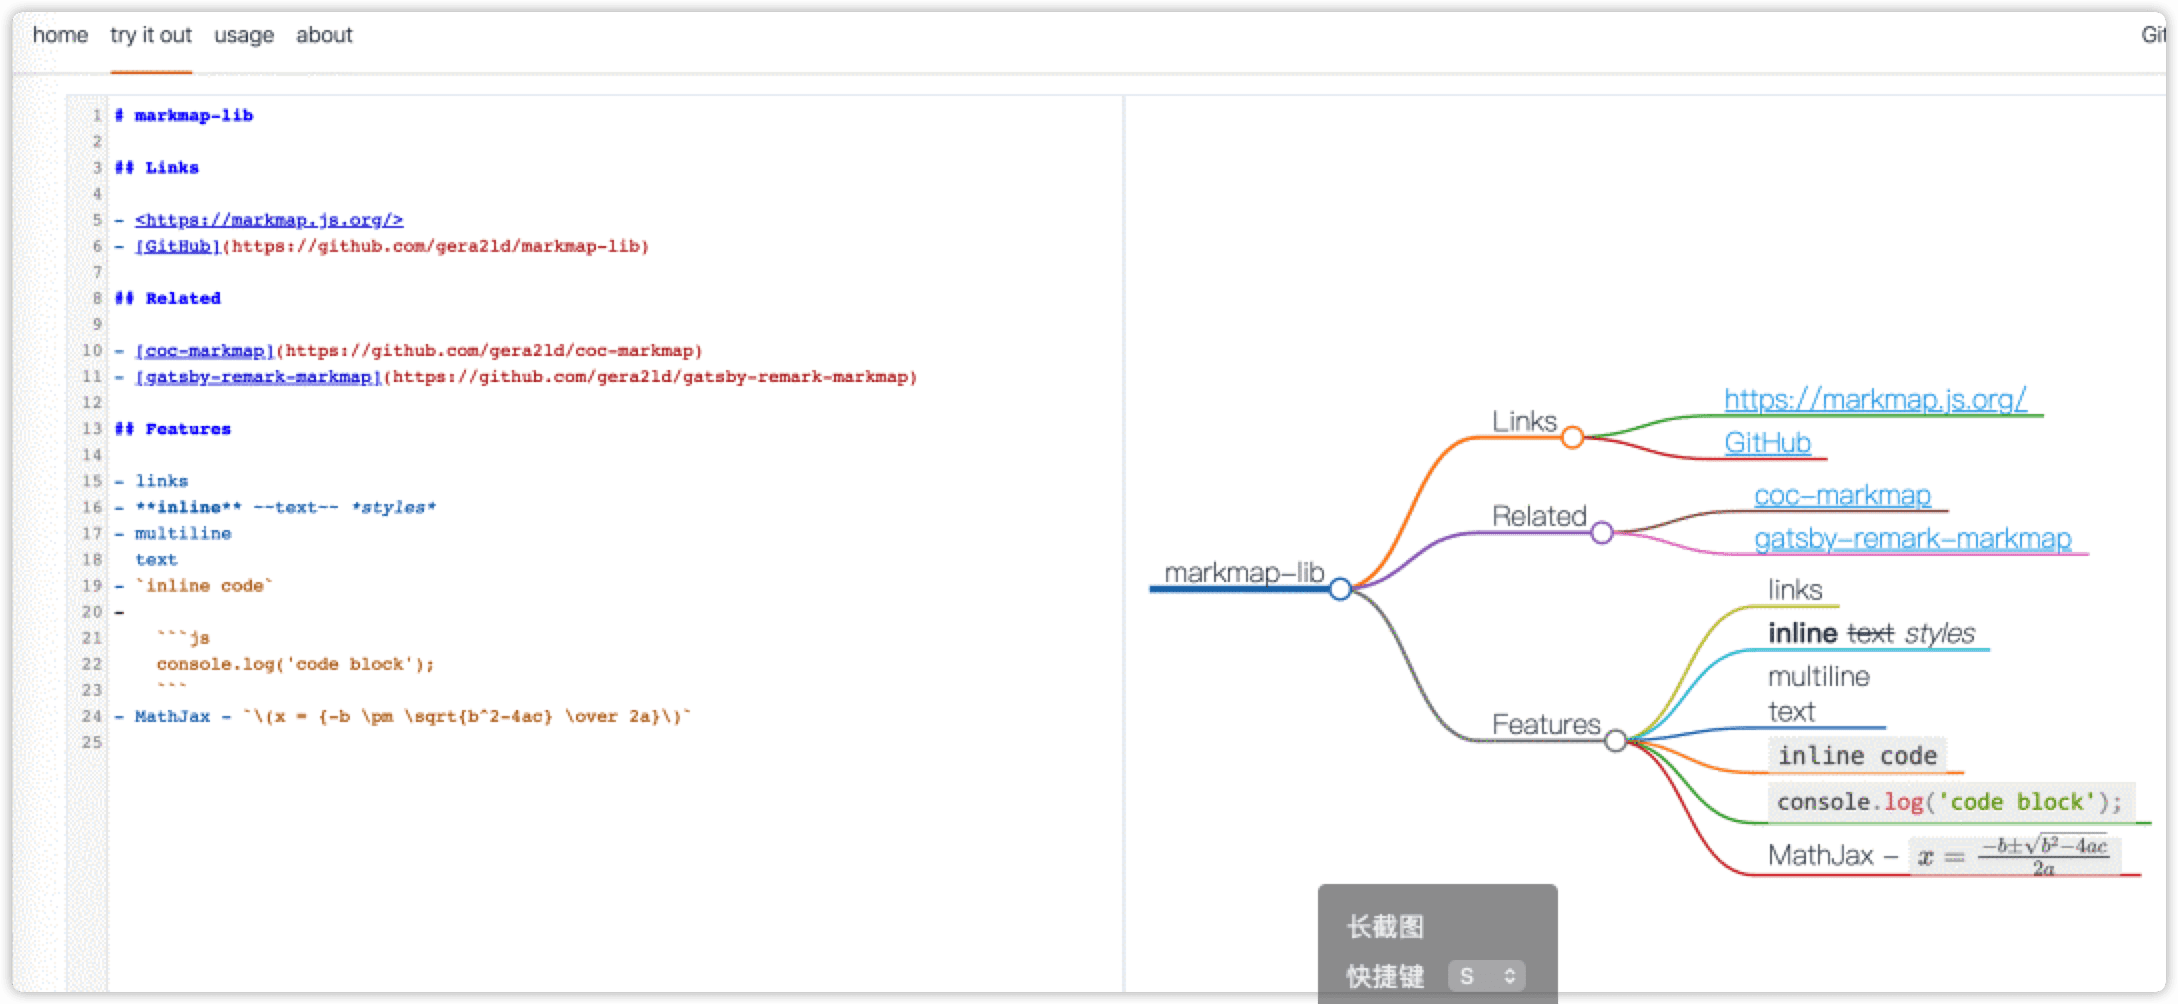 home try it out usage about Git
1 # markmap-lib
2
3 ## Links
4
5 - <https://markmap.js.org/>
6 - [GitHub](https://github.com/gera2ld/markmap-lib)
7
8 ## Related
9
10 - [coc-markmap](https://github.com/gera2ld/coc-markmap)
11 - [gatsby-remark-markmap](https://github.com/gera2ld/gatsby-remark-markmap)
12
13 ## Features
14
15 - links
16 - **inline** ~~text~~ *styles*
17 - multiline
18 text
19 - `inline code`
20 -
21 ```js
22 console.log('code block');
23 ```
24 - MathJax - `\(x = {-b \pm \sqrt{b^2-4ac} \over 2a}\)`
25
markmap-lib
Links
https://markmap.js.org/
GitHub
Related
coc-markmap
gatsby-remark-markmap
Features
links
inline text styles
multiline
text
inline code
console.log('code block');
MathJax - x = \frac{-b±\sqrt{b^2-4ac}}{2a}
长截图
快捷键 S